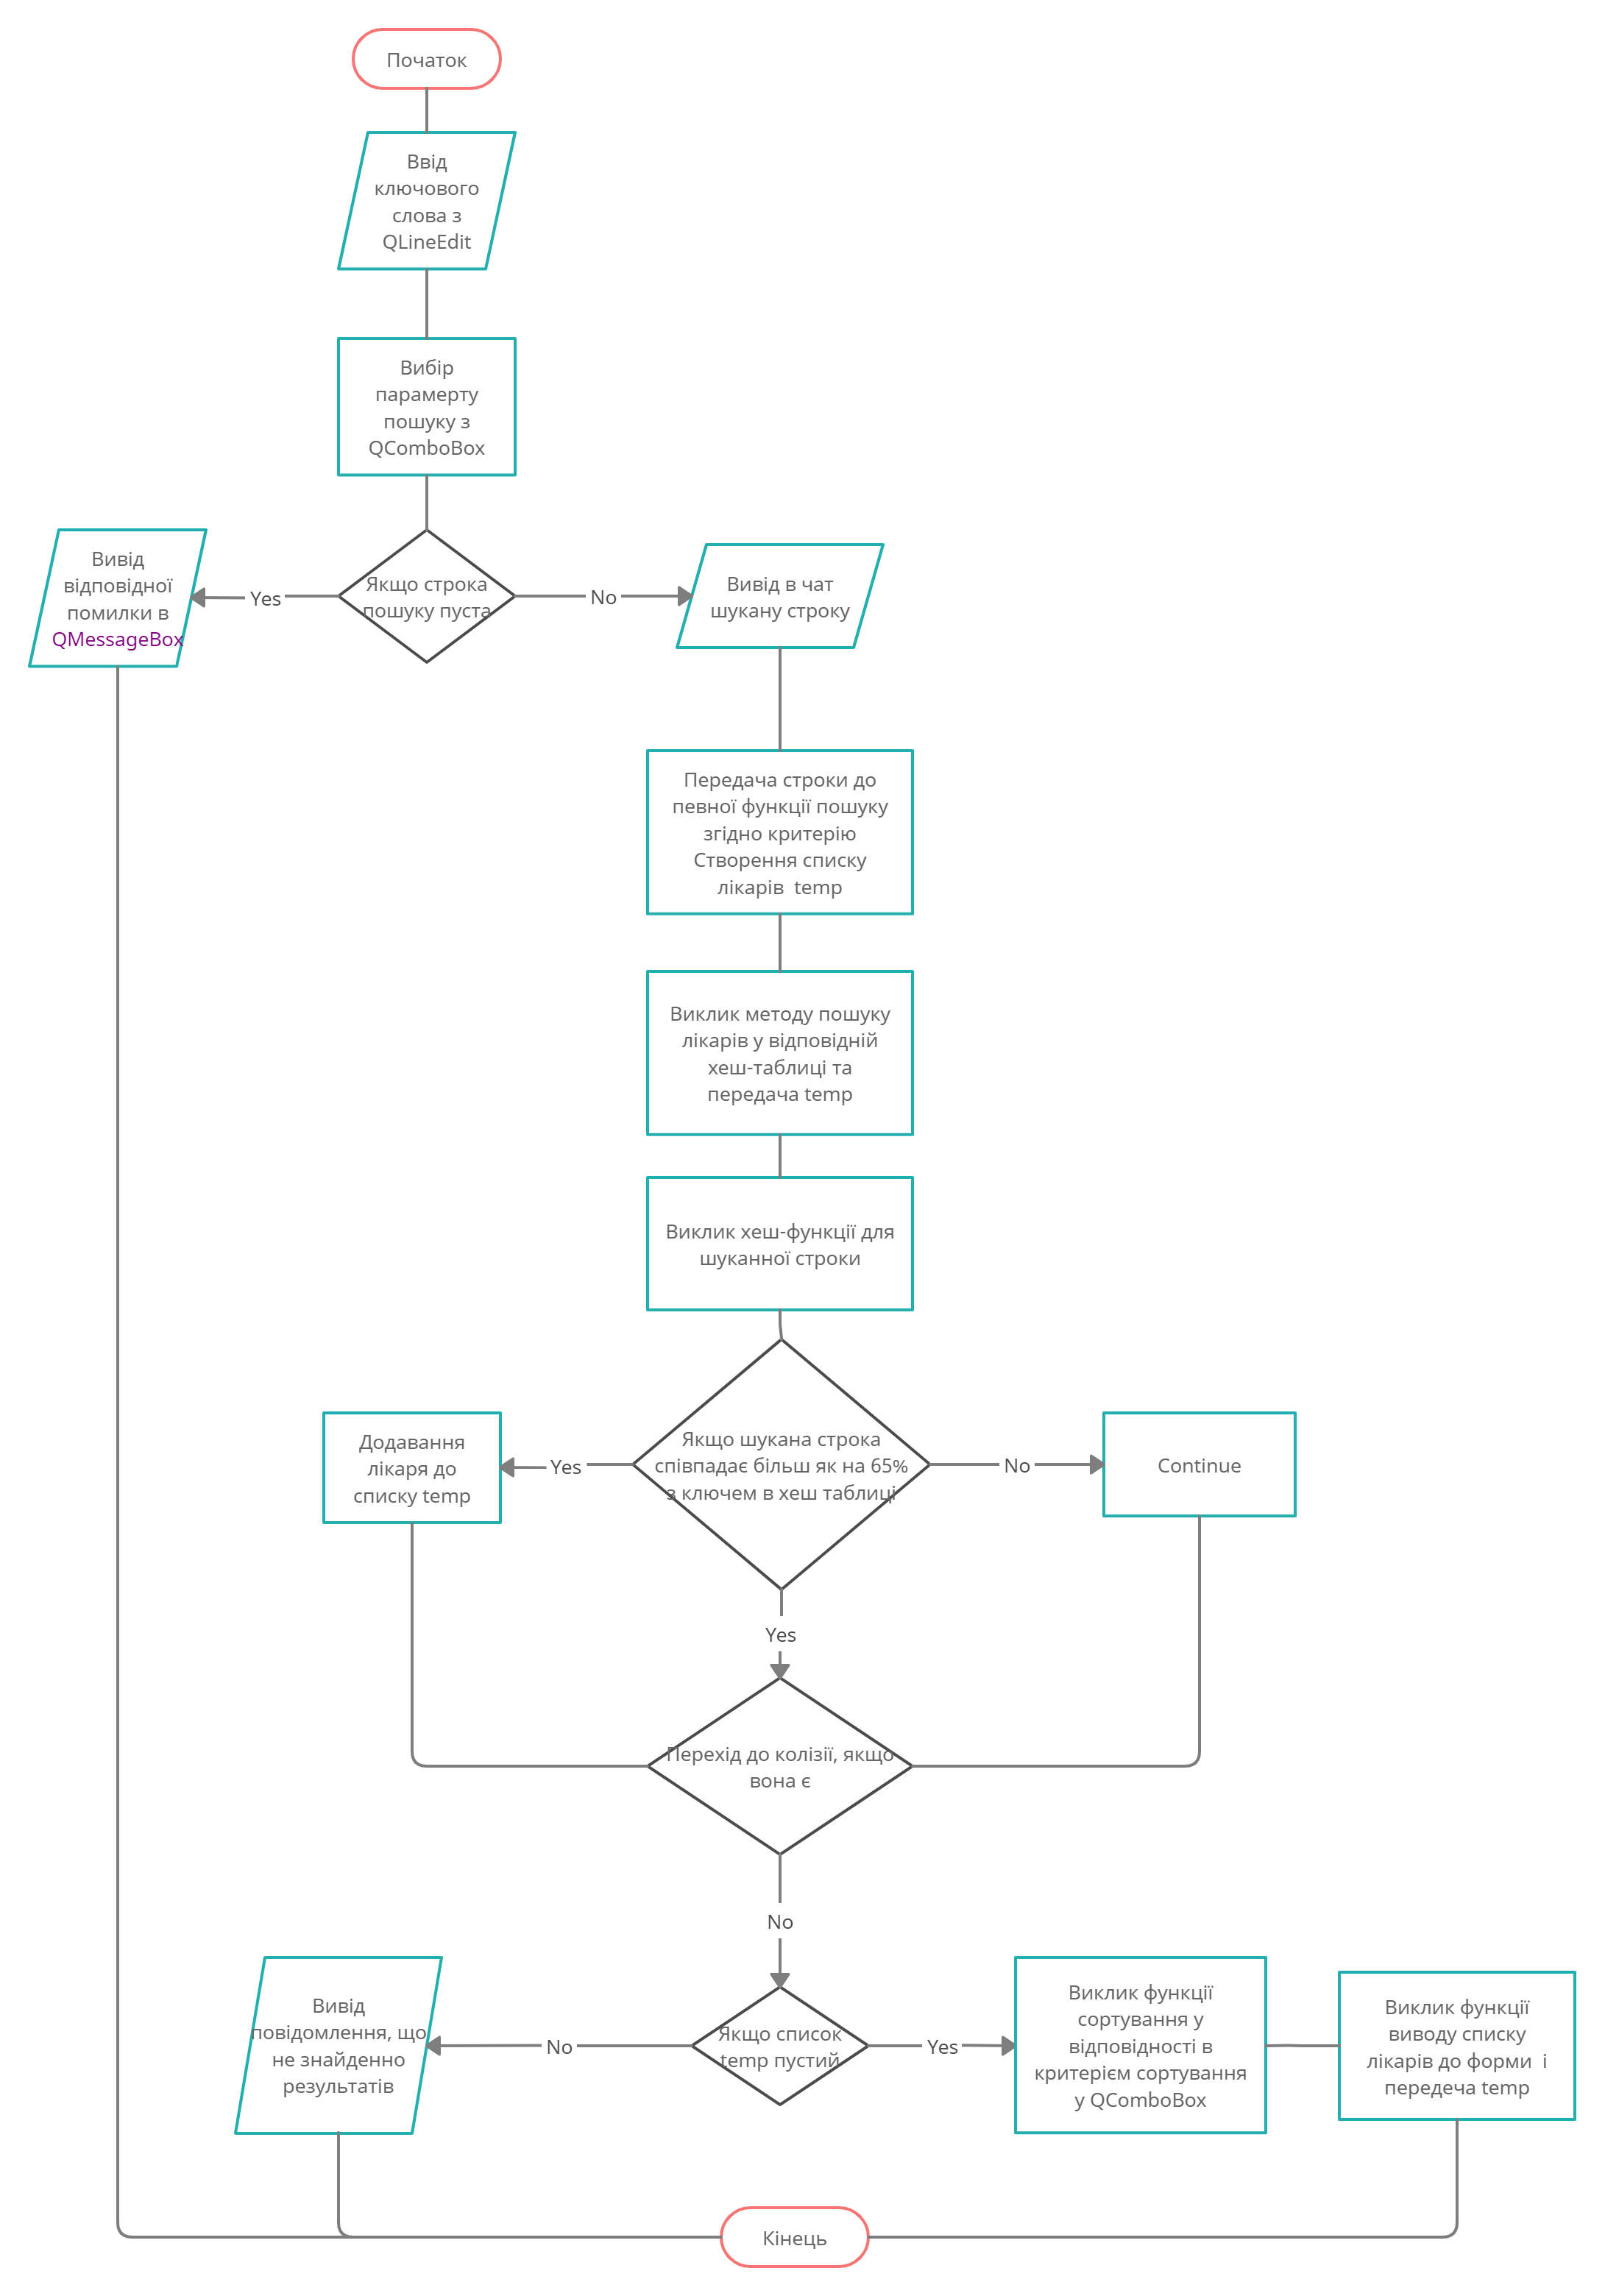 Початок
Ввід
ключового
слова з
QLineEdit
Вибір
парамерту
пошуку з
QComboBox
Вивід
відповідної
помилки в
QMessageBox
Yes
Якщо строка
пошуку пуста
No
Вивід в чат
шукану строку
Передача строки до
певної функції пошуку
згідно критерію
Створення списку
лікарів  temp
Виклик методу пошуку
лікарів у відповідній
хеш-таблиці та
передача temp
Виклик хеш-функції для
шуканної строки
Додавання
лікаря до
списку temp
Yes
Якщо шукана строка
співпадає більш як на 65%
з ключем в хеш таблиці
No
Continue
Yes
Перехід до колізії, якщо
вона є
No
Вивід
повідомлення, що
не знайденно
результатів
No
Якщо список
temp пустий
Yes
Виклик функції
сортування у
відповідності в
критерієм сортування
у QComboBox
Виклик функції
виводу списку
лікарів до форми  і
передеча temp
Кінець